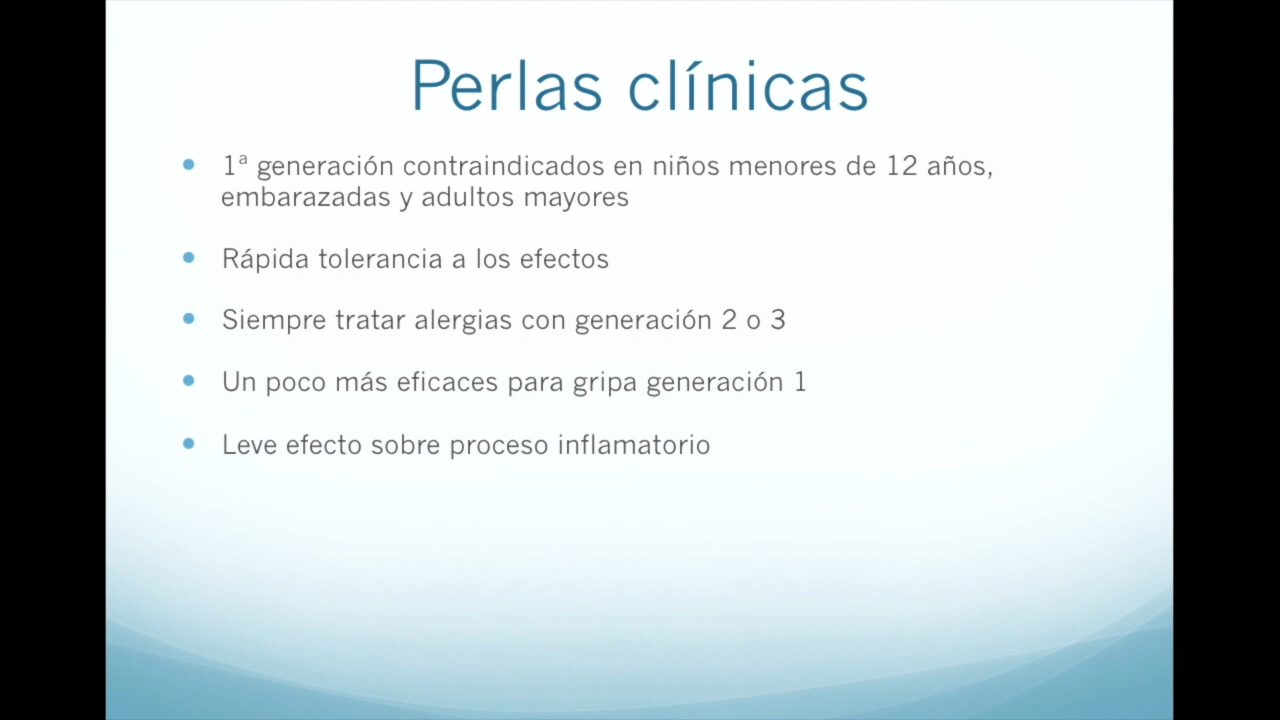 Perlas clínicas
• 1ª generación contraindicados en niños menores de 12 años,
embarazadas y adultos mayores
• Rápida tolerancia a los efectos
• Siempre tratar alergias con generación 2 o 3
• Un poco más eficaces para gripa generación 1
• Leve efecto sobre proceso inflamatorio